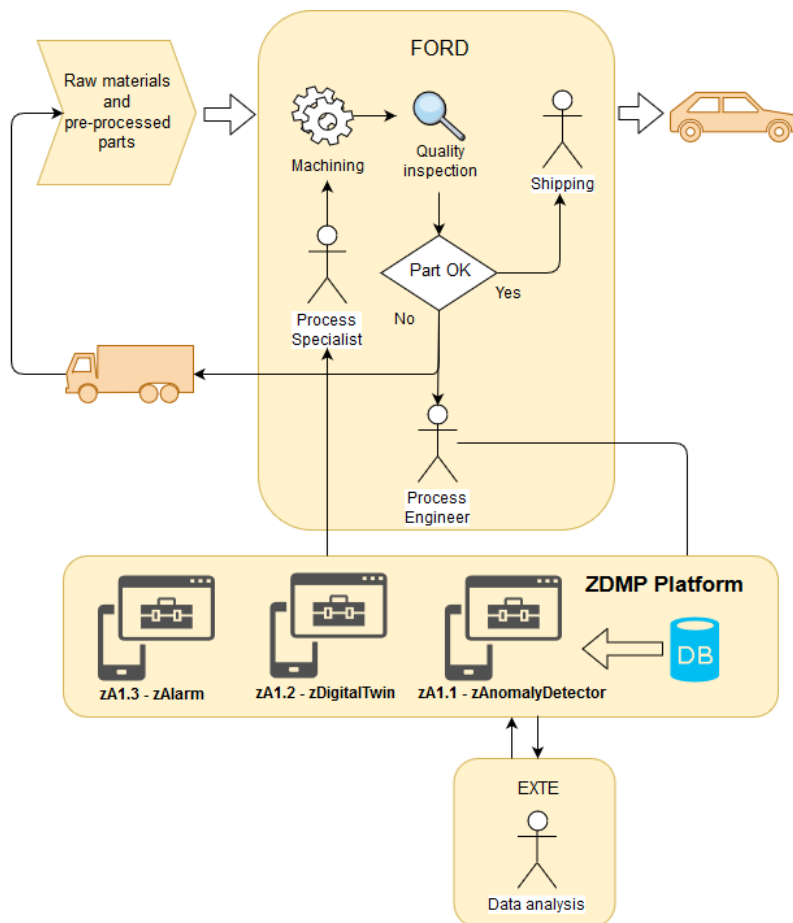 FORD
Raw materials
and
pre-processed
parts
Machining
Quality
inspection
Shipping
Part OK
Yes
No
Process
Specialist
Process
Engineer
ZDMP Platform
DB
zA1.3 - zAlarm
zA1.2 - zDigitalTwin
zA1.1 - zAnomalyDetector
EXTE
Data analysis